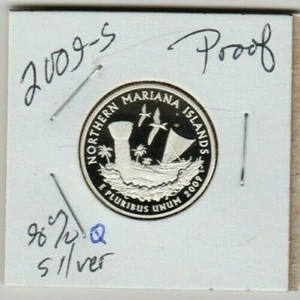 2009-S Proof
NORTHERN MARIANA ISLANDS
E PLURIBUS UNUM 2009
90% Q
silver